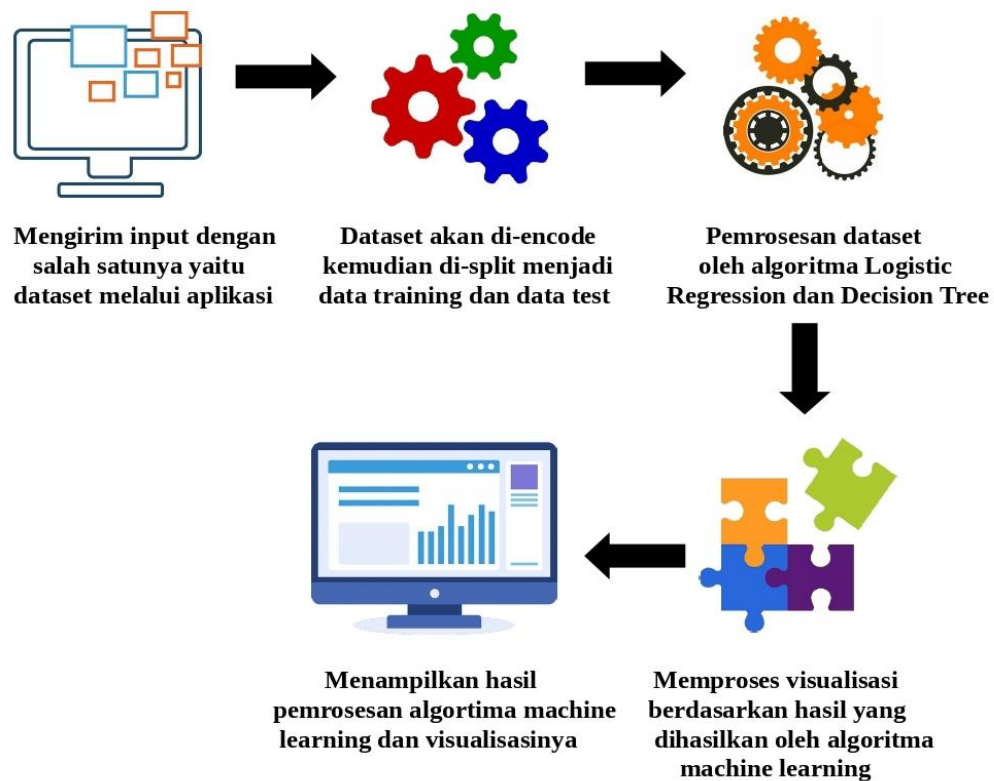 Mengirim input dengan
salah satunya yaitu
dataset melalui aplikasi
Dataset akan di-encode
kemudian di-split menjadi
data training dan data test
Pemrosesan dataset
oleh algoritma Logistic
Regression dan Decision Tree
Memproses visualisasi
berdasarkan hasil yang
dihasilkan oleh algoritma
machine learning
Menampilkan hasil
pemrosesan algortima machine
learning dan visualisasinya